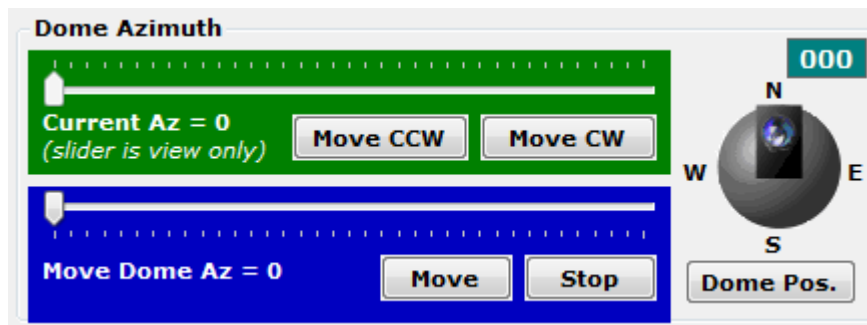 Dome Azimuth
000
N
Current Az = 0
(slider is view only)
Move CCW
Move CW
W
E
S
Move Dome Az = 0
Move
Stop
Dome Pos.